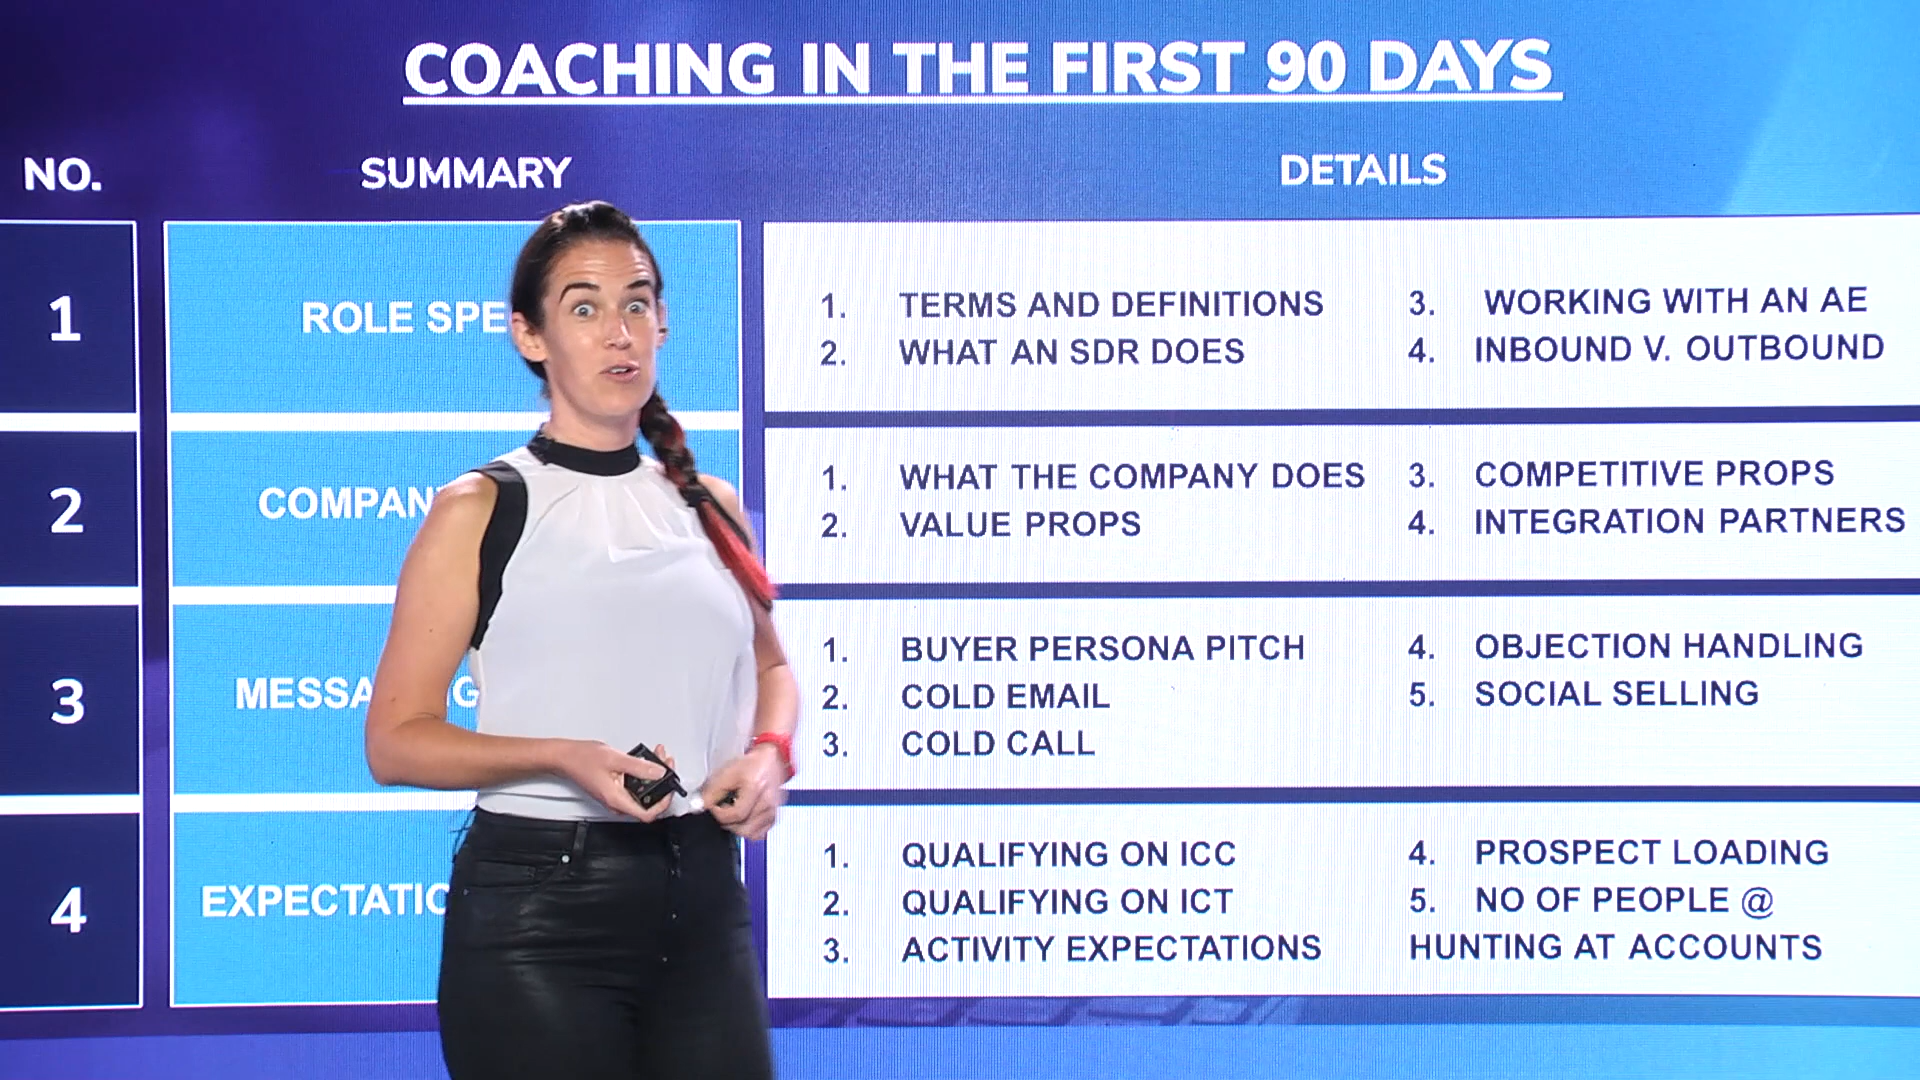 COACHING IN THE FIRST 90 DAYS
NO. SUMMARY DETAILS
1 ROLE
1. TERMS AND DEFINITIONS 3. WORKING WITH AN AE
2. WHAT AN SDR DOES 4. INBOUND V. OUTBOUND
2
1. WHAT THE COMPANY DOES 3. COMPETITIVE PROPS
2. VALUE PROPS 4. INTEGRATION PARTNERS
3
1. BUYER PERSONA PITCH 4. OBJECTION HANDLING
2. COLD EMAIL 5. SOCIAL SELLING
3. COLD CALL
4
1. QUALIFYING ON ICC 4. PROSPECT LOADING
2. QUALIFYING ON ICT 5. NO OF PEOPLE @
3. ACTIVITY EXPECTATIONS HUNTING AT ACCOUNTS